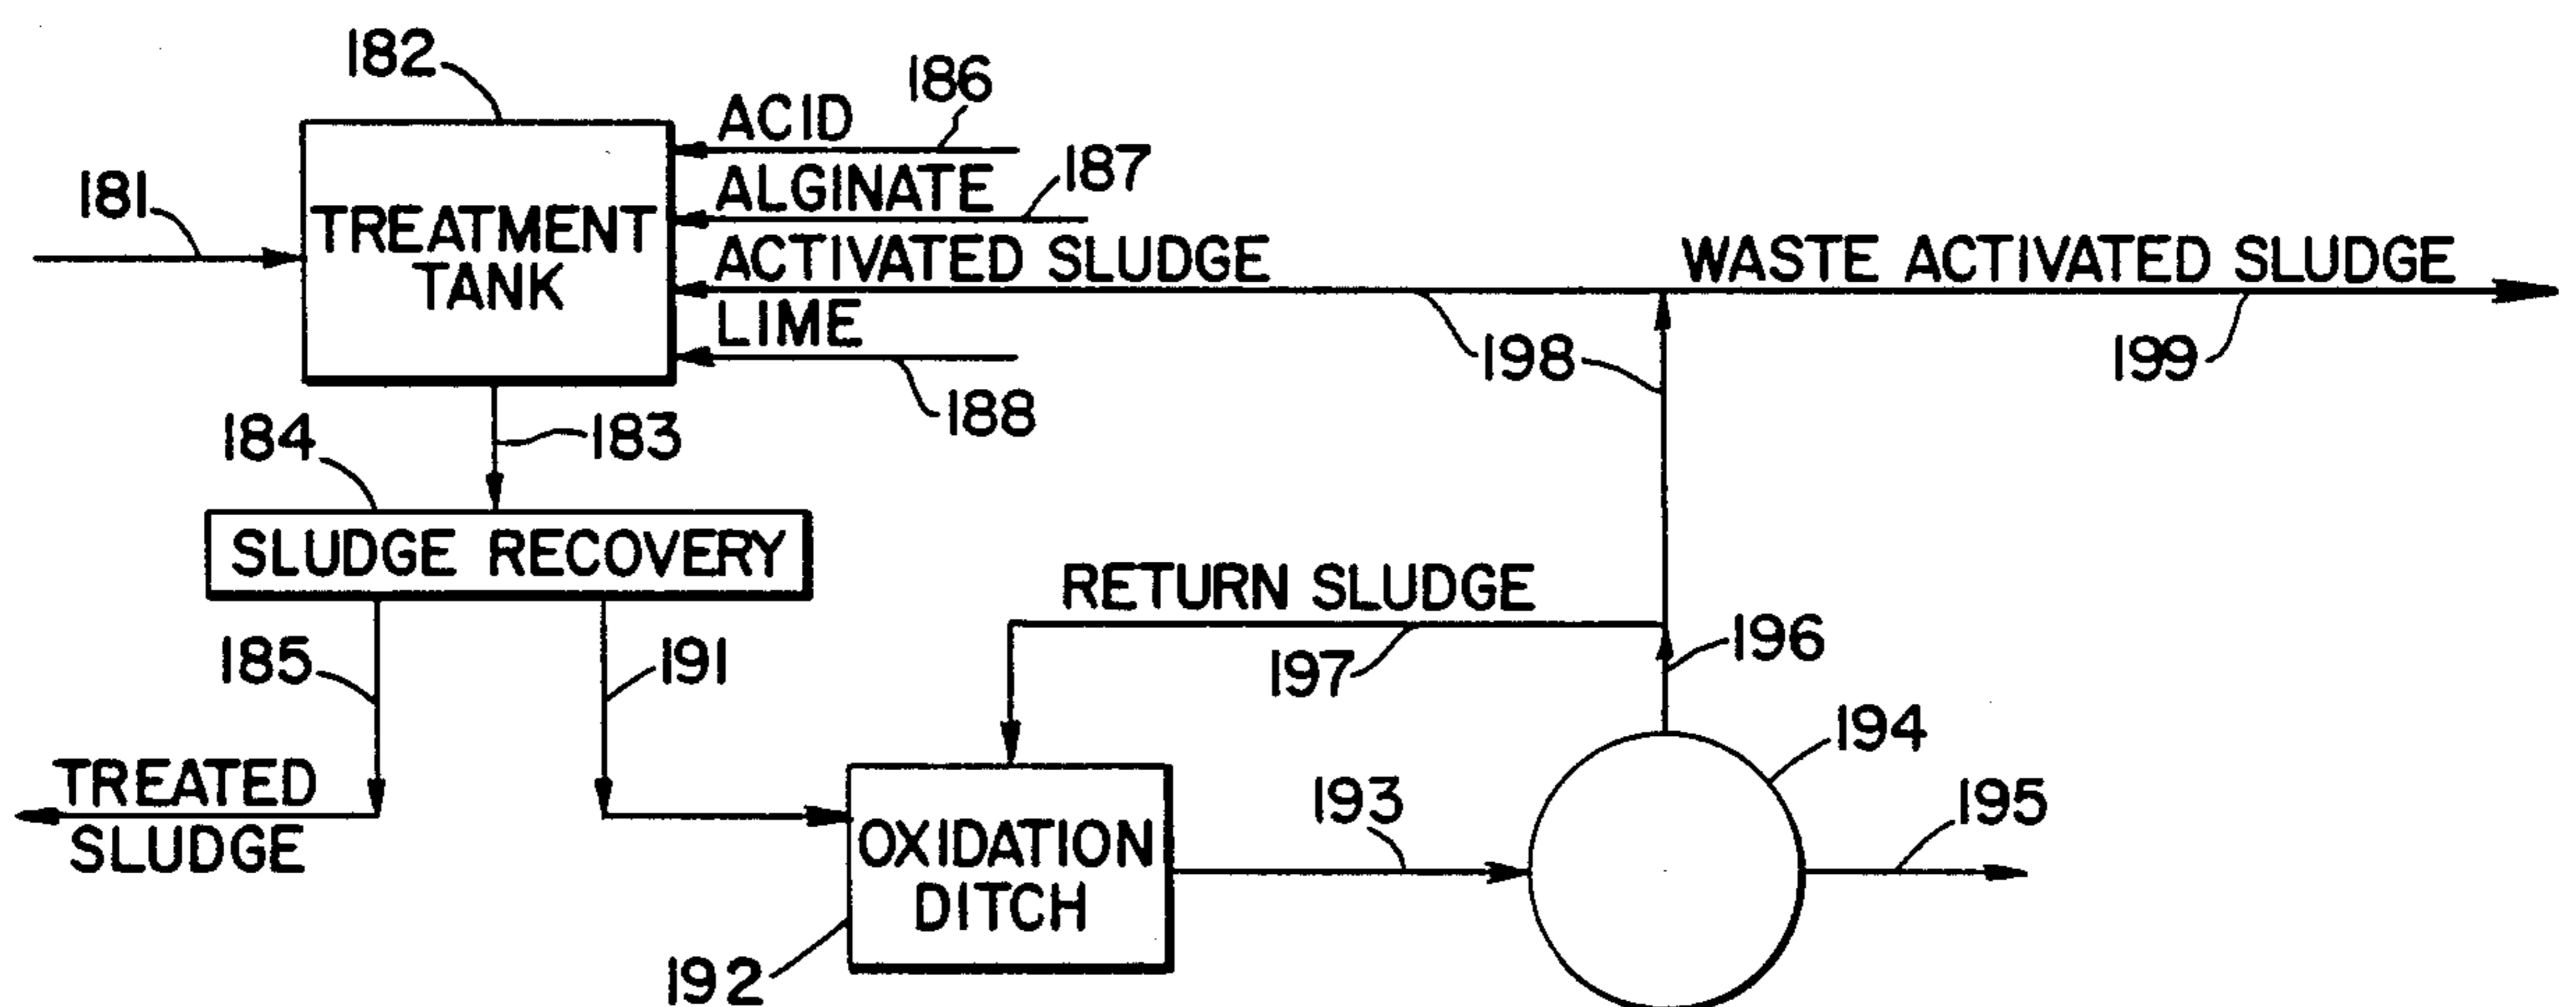 182
186
ACID
181
ALGINATE
187
TREATMENT
TANK
ACTIVATED SLUDGE
WASTE ACTIVATED SLUDGE
LIME
198
199
188
184
183
SLUDGE RECOVERY
RETURN SLUDGE
185
191
197
196
194
TREATED
SLUDGE
193
195
OXIDATION
DITCH
192